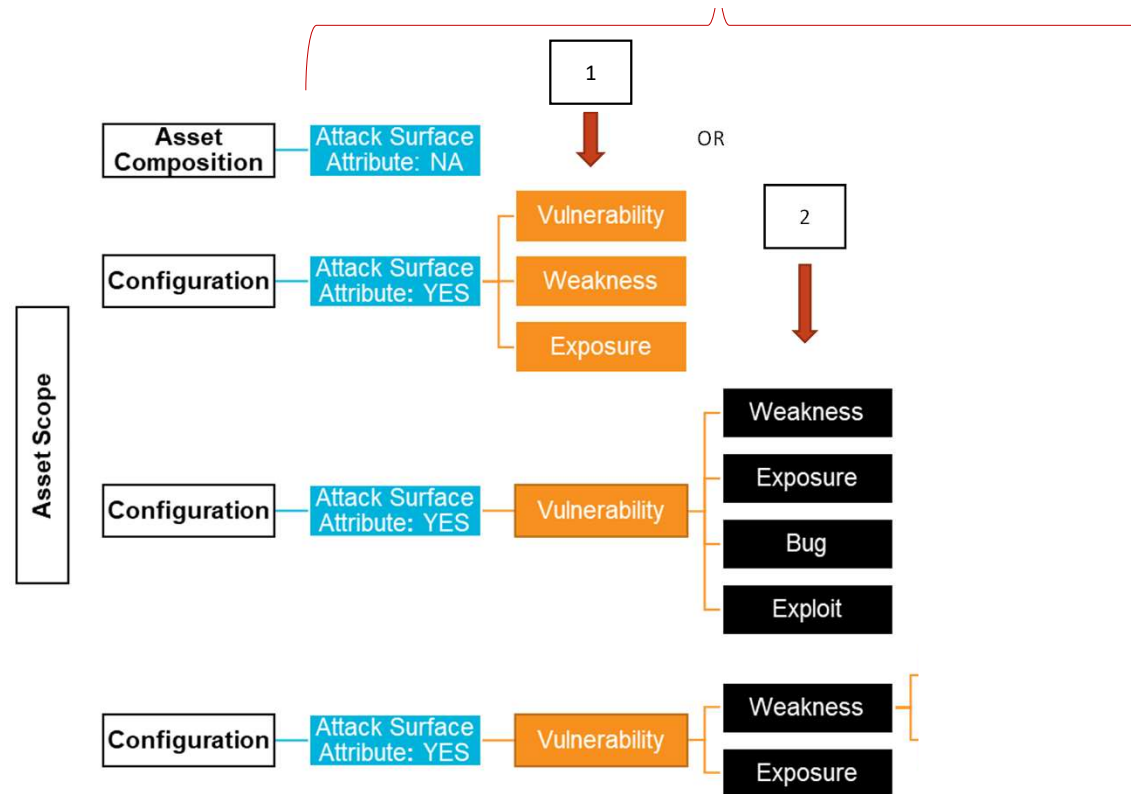 1
Asset
Composition
Attack Surface
Attribute: NA
OR
Vulnerability
2
Configuration
Attack Surface
Attribute: YES
Weakness
Exposure
Asset Scope
Weakness
Exposure
Configuration
Attack Surface
Attribute: YES
Vulnerability
Bug
Exploit
Weakness
Configuration
Attack Surface
Attribute: YES
Vulnerability
Exposure